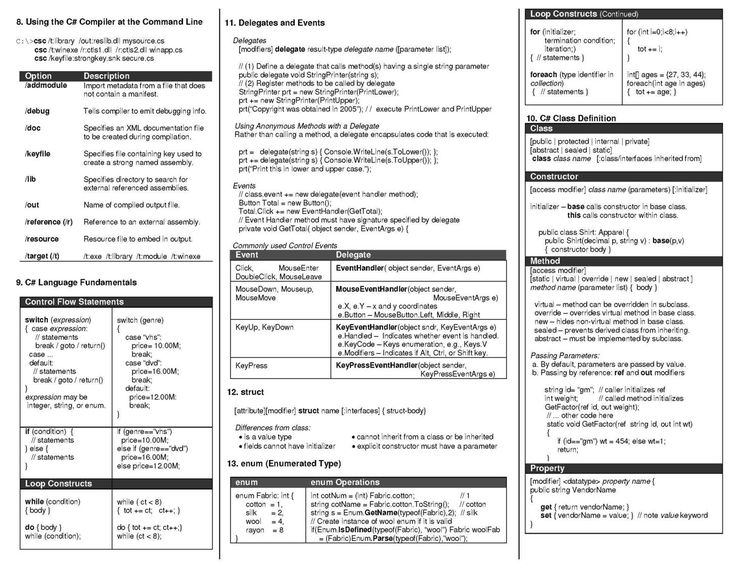 8. Using the C# Compiler at the Command Line
C:\>csc /t:library /out:reslib.dll mysource.cs
csc /t:winexe /r:ctls1.dll /r:ctls2.dll winapp.cs
csc /keyfile:strongkey.snk secure.cs
Option Description
/addmodule Import metadata from a file that does
not contain a manifest.
/debug Tells compiler to emit debugging info.
/doc Specifies an XML documentation file
to be created during compilation.
/keyfile Specifies file containing key used to
create a strong named assembly.
/lib Specifies directory to search for
external referenced assemblies.
/out Name of compiled output file.
/reference (/r) Reference to an external assembly.
/resource Resource file to embed in output.
/target (/t) /t:exe /t:library /t:module /t:winexe
9. C# Language Fundamentals
Control Flow Statements
switch (expression)
{ case expression:
// statements
break / goto / return()
case ...
default:
// statements
break / goto / return()
}
expression may be
integer, string, or enum.
switch (genre)
{
case "vhs":
price= 10.00M;
break;
case "dvd":
price=16.00M;
break;
default:
price=12.00M:
break;
}
if (condition) {
// statements
} else {
// statements
}
if (genre=="vhs")
price=10.00M;
else if (genre=="dvd")
price=16.00M;
else price=12.00M;
Loop Constructs
while (condition)
{ body }
while ( ct < 8)
{ tot += ct; ct++; }
do { body }
while (condition);
do { tot += ct; ct++;}
while (ct < 8);
11. Delegates and Events
Delegates
[modifiers] delegate result-type delegate name ([parameter list]);
// (1) Define a delegate that calls method(s) having a single string parameter
public delegate void StringPrinter(string s);
// (2) Register methods to be called by delegate
StringPrinter prt = new StringPrinter(PrintLower);
prt += new StringPrinter(PrintUpper);
prt("Copyright was obtained in 2005"); / / execute PrintLower and PrintUpper
Using Anonymous Methods with a Delegate
Rather than calling a method, a delegate encapsulates code that is executed:
prt = delegate(string s) { Console.WriteLine(s.ToLower()); };
prt += delegate(string s) { Console.WriteLine(s.ToUpper()); };
prt("Print this in lower and upper case.");
Events
// class.event += new delegate(event handler method);
Button Total = new Button();
Total.Click += new EventHandler(GetTotal);
// Event Handler method must have signature specified by delegate
private void GetTotal( object sender, EventArgs e) {
Commonly used Control Events
Event Delegate
Click, MouseEnter
DoubleClick, MouseLeave
EventHandler( object sender, EventArgs e)
MouseDown, Mouseup,
MouseMove
MouseEventHandler(object sender,
MouseEventArgs e)
e.X, e.Y – x and y coordinates
e.Button – MouseButton.Left, Middle, Right
KeyUp, KeyDown
KeyEventHandler(object sndr, KeyEventArgs e)
e.Handled – Indicates whether event is handled.
e.KeyCode – Keys enumeration, e.g., Keys.V
e.Modifiers – Indicates if Alt, Ctrl, or Shift key.
KeyPress
KeyPressEventHandler(object sender,
KeyPressEventArgs e)
12. struct
[attribute][modfier] struct name [:interfaces] { struct-body}
Differences from class:
• is a value type • cannot inherit from a class or be inherited
• fields cannot have initializer • explicit constructor must have a parameter
13. enum (Enumerated Type)
enum enum Operations
enum Fabric: int {
cotton = 1,
silk = 2,
wool = 4,
rayon = 8
}
int cotNum = (int) Fabric.cotton; // 1
string cotName = Fabric.cotton.ToString(); // cotton
string s = Enum.GetName(typeof(Fabric),2); // silk
// Create instance of wool enum if it is valid
if(Enum.IsDefined(typeof(Fabric), "wool") Fabric woolFab
= (Fabric)Enum.Parse(typeof(Fabric),"wool");
Loop Constructs (Continued)
for (initializer;
termination condition;
iteration;)
{ // statements }
for (int i=0;i<8;i++)
{
tot += i;
}
foreach (type identifier in
collection)
{ // statements }
int[] ages = {27, 33, 44};
foreach(int age in ages)
{ tot += age; }
10. C# Class Definition
Class
[public | protected | internal | private]
[abstract | sealed | static]
class class name [:class/interfaces inherited from]
Constructor
[access modifier] class name (parameters) [:initializer]
initializer – base calls constructor in base class.
this calls constructor within class.
public class Shirt: Apparel {
public Shirt(decimal p, string v) : base(p,v)
{ constructor body }
Method
[access modifier]
[static | virtual | override | new | sealed | abstract ]
method name (parameter list) { body }
virtual – method can be overridden in subclass.
override – overrides virtual method in base class.
new – hides non-virtual method in base class.
sealed – prevents derived class from inheriting.
abstract – must be implemented by subclass.
Passing Parameters:
a. By default, parameters are passed by value.
b. Passing by reference: ref and out modifiers
string id= "gm"; // caller initializes ref
int weight; // called method initializes
GetFactor(ref id, out weight);
// ... other code here
static void GetFactor(ref string id, out int wt)
{
if (id=="gm") wt = 454; else wt=1;
return;
}
Property
[modifier] <datatype> property name {
public string VendorName
{
get { return vendorName; }
set { vendorName = value; } // note value keyword
}